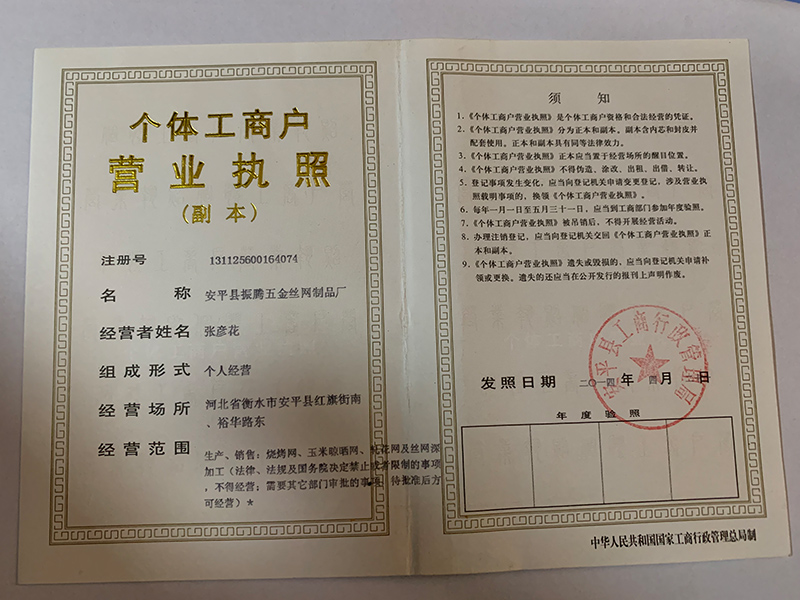 个体工商户
营业执照
(副本)
注册号 131125600164074
名称 安平县振腾五金丝网制品厂
经营者姓名 张彦花
组成形式 个人经营
经营场所 河北省衡水市安平县红旗街南
、裕华路东
经营范围 生产、销售:烧烤网、玉米晾晒网、花网及丝网深
加工(法律、法规及国务院决定禁止或者限制的事项
,不得经营;需要其它部门审批的事项,待批准后方
可经营)*
须知
1.《个体工商户营业执照》是个体工商户资格和合法经营的凭证。
2.《个体工商户营业执照》分为正本和副本。副本含内芯和封皮并
配套使用。正本和副本具有同等法律效力。
3.《个体工商户营业执照》正本应当置于经营场所的醒目位置。
4.《个体工商户营业执照》不得伪造、涂改、出租、出借、转让。
5.登记事项发生变化,应当向登记机关申请变更登记,涉及营业执
照载明事项的,换领《个体工商户营业执照》。
6.每年一月一日至五月三十一日,应当到工商部门参加年度验照。
7.《个体工商户营业执照》被吊销后,不得开展经营活动。
8.办理注销登记,应当向登记机关交回《个体工商户营业执照》正
本和副本。
9.《个体工商户营业执照》遗失或毁损的,应当向登记机关申请补
领或更换。遗失的还应当在公开发行的报刊上声明作废。
安平县工商行政管理局
发照日期 二〇一四年 四月 日
年度验照
中华人民共和国国家工商行政管理总局制